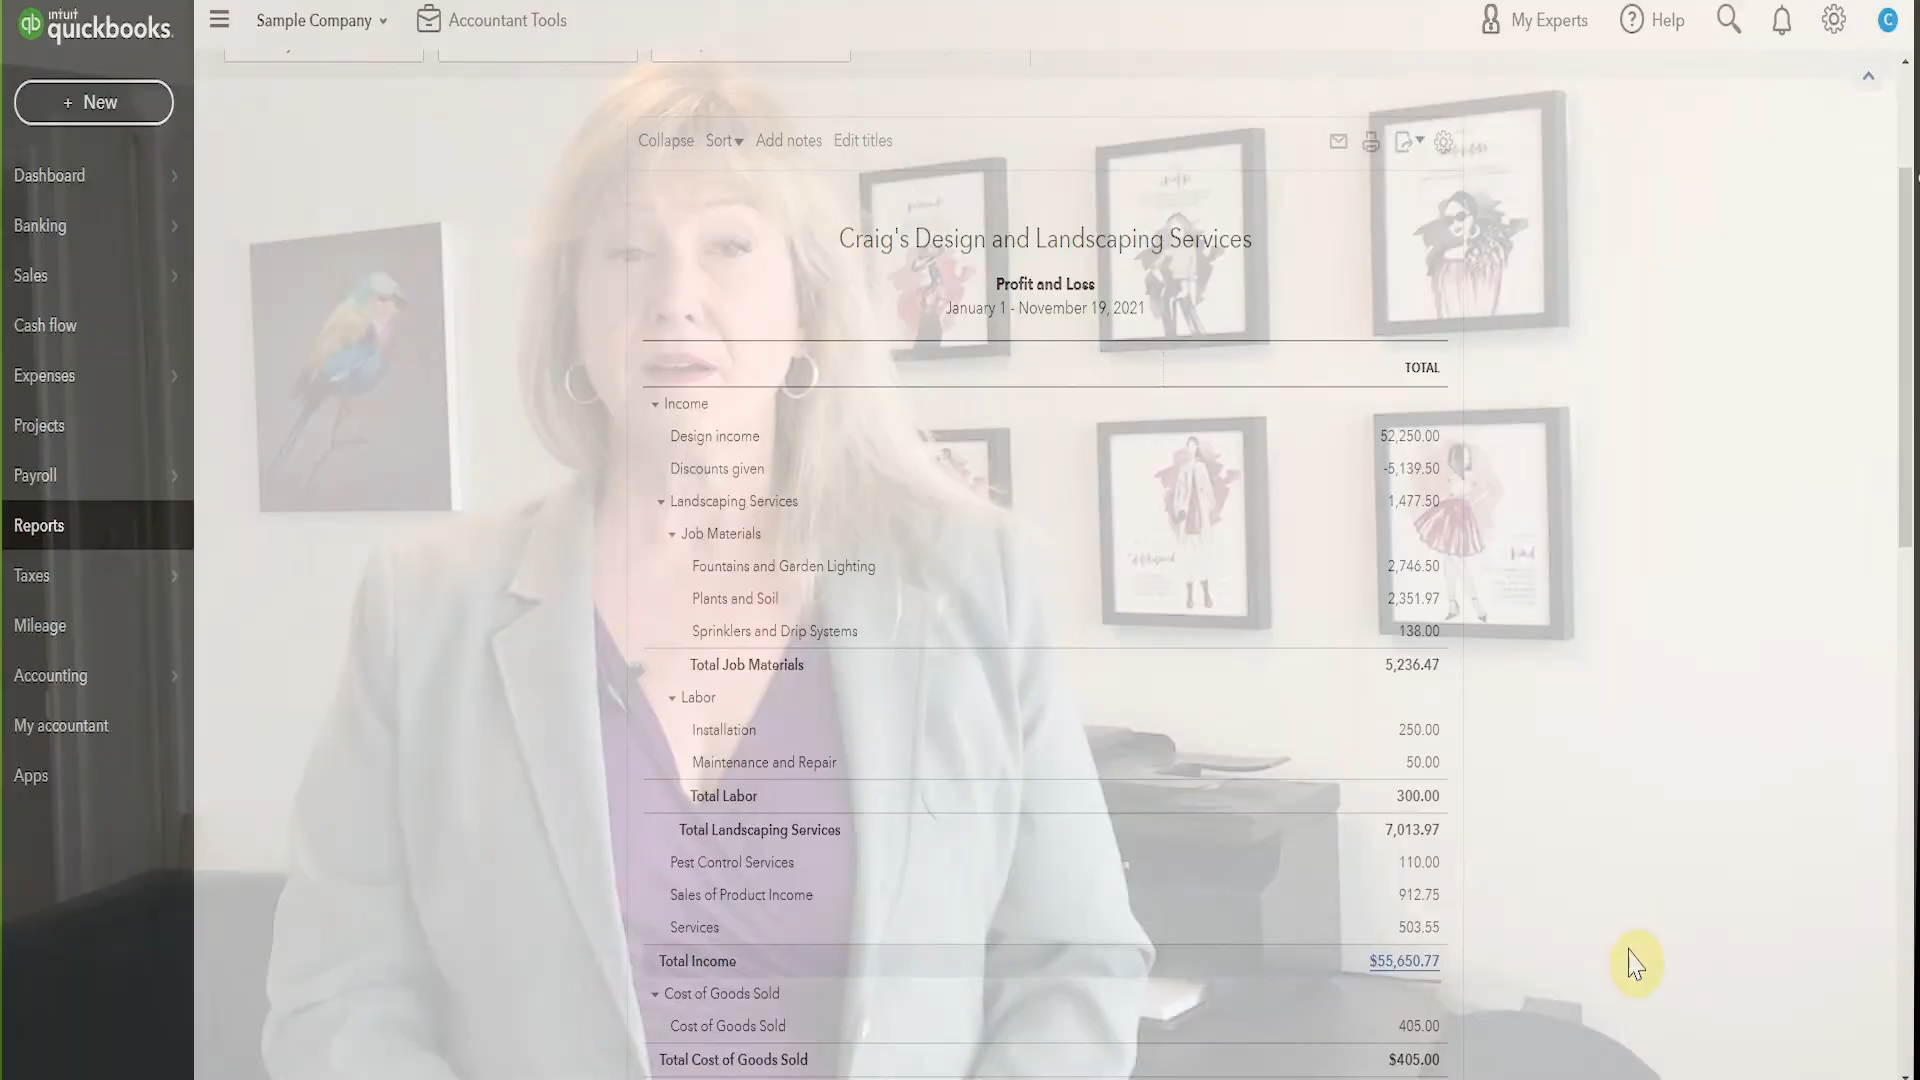 intuit
quickbooks.
Sample Company
Accountant Tools
My Experts
Help
C
+ New
Dashboard
Banking
Sales
Cash flow
Expenses
Projects
Payroll
Reports
Taxes
Mileage
Accounting
My accountant
Apps
Collapse Sort Add notes Edit titles
Craig's Design and Landscaping Services
Profit and Loss
January 1 - November 19, 2021
TOTAL
Income
Design income 52,250.00
Discounts given -5,139.50
Landscaping Services 1,477.50
Job Materials
Fountains and Garden Lighting 2,746.50
Plants and Soil 2,351.97
Sprinklers and Drip Systems 138.00
Total Job Materials 5,236.47
Labor
Installation 250.00
Maintenance and Repair 50.00
Total Labor 300.00
Total Landscaping Services 7,013.97
Pest Control Services 110.00
Sales of Product Income 912.75
Services 503.55
Total Income $55,650.77
Cost of Goods Sold
Cost of Goods Sold 405.00
Total Cost of Goods Sold $405.00